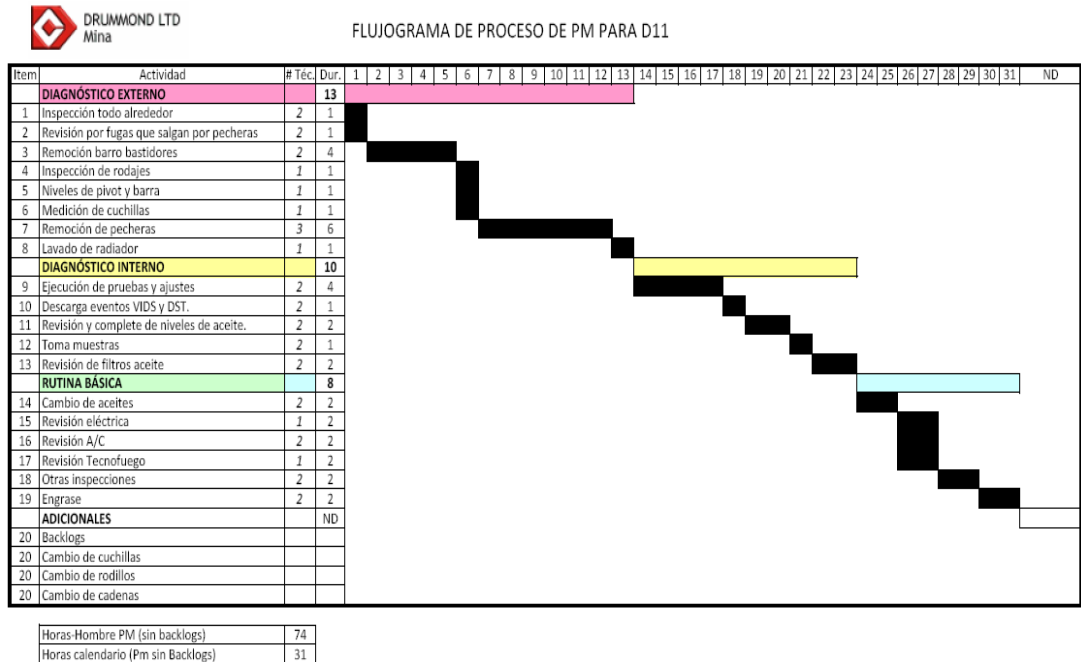 DRUMMOND LTD
Mina
FLUJOGRAMA DE PROCESO DE PM PARA D11
Item Actividad # Téc. Dur. 1 2 3 4 5 6 7 8 9 10 11 12 13 14 15 16 17 18 19 20 21 22 23 24 25 26 27 28 29 30 31 ND
DIAGNÓSTICO EXTERNO 13
1 Inspección todo alrededor 2 1
2 Revisión por fugas que salgan por pecheras 2 1
3 Remoción barro bastidores 2 4
4 Inspección de rodajes 1 1
5 Niveles de pivot y barra 1 1
6 Medición de cuchillas 1 1
7 Remoción de pecheras 3 6
8 Lavado de radiador 1 1
DIAGNÓSTICO INTERNO 10
9 Ejecución de pruebas y ajustes 2 4
10 Descarga eventos VIDS y DST. 2 1
11 Revisión y complete de niveles de aceite. 2 2
12 Toma muestras 2 1
13 Revisión de filtros aceite 2 2
RUTINA BÁSICA 8
14 Cambio de aceites 2 2
15 Revisión eléctrica 1 2
16 Revisión A/C 2 2
17 Revisión Tecnofuego 1 2
18 Otras inspecciones 2 2
19 Engrase 2 2
ADICIONALES ND
20 Backlogs
20 Cambio de cuchillas
20 Cambio de rodillos
20 Cambio de cadenas
Horas-Hombre PM (sin backlogs) 74
Horas calendario (Pm sin Backlogs) 31